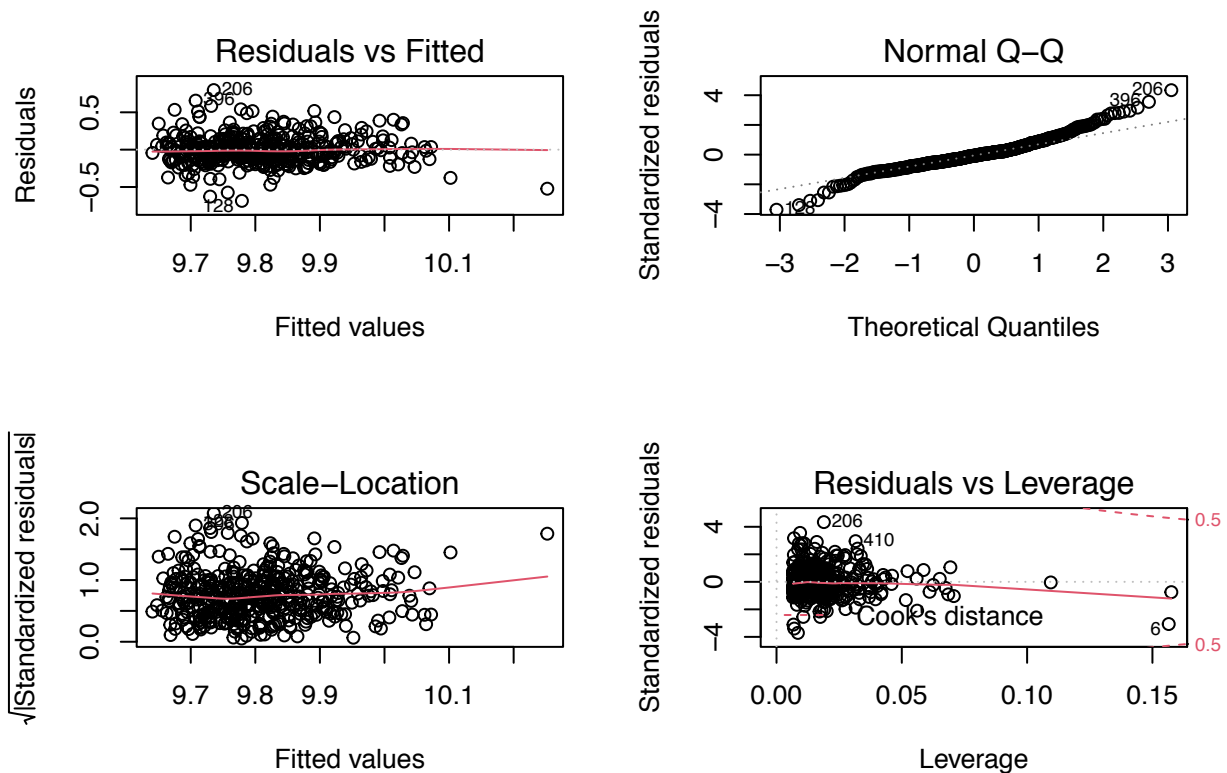 Residuals vs Fitted
Residuals
0.5
−0.5
206
396
128
9.7 9.8 9.9 10.1
Fitted values
Normal Q−Q
Standardized residuals
4
0
−4
206
396
128
−3 −2 −1 0 1 2 3
Theoretical Quantiles
Scale−Location
√|Standardized residuals|
2.0
1.0
0.0
206
9.7 9.8 9.9 10.1
Fitted values
Residuals vs Leverage
Standardized residuals
4
0
−4
206
410
6
0.5
0.5
Cook's distance
0.00 0.05 0.10 0.15
Leverage